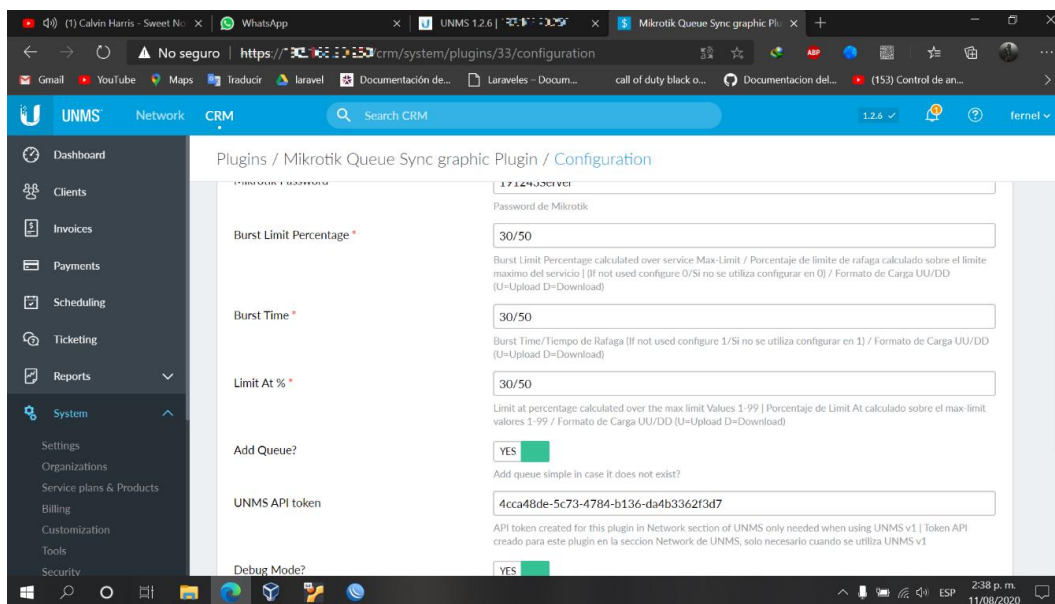 (1) Calvin Harris - Sweet No
WhatsApp
UNMS 1.2.6 |
Mikrotik Queue Sync graphic Plu
No seguro
https:// /crm/system/plugins/33/configuration
ABP
Gmail
YouTube
Maps
Traducir
laravel
Documentación de...
Laraveles – Docum...
call of duty black o...
Documentacion del...
(153) Control de an...
UNMS
Network
CRM
Search CRM
1.2.6
1
fernel
Dashboard
Clients
Invoices
Payments
Scheduling
Ticketing
Reports
System
Settings
Organizations
Service plans & Products
Billing
Customization
Tools
Security
Plugins / Mikrotik Queue Sync graphic Plugin / Configuration
Mikrotik Password
191243Server
Password de Mikrotik
Burst Limit Percentage *
30/50
Burst Limit Percentage calculated over service Max-Limit / Porcentaje de limite de rafaga calculado sobre el limite
maximo del servicio | (If not used configure 0/Si no se utiliza configurar en 0) / Formato de Carga UU/DD
(U=Upload D=Download)
Burst Time *
30/50
Burst Time/Tiempo de Rafaga (If not used configure 1/Si no se utiliza configurar en 1) / Formato de Carga UU/DD
(U=Upload D=Download)
Limit At % *
30/50
Limit at percentage calculated over the max limit Values 1-99 | Porcentaje de Limit At calculado sobre el max-limit
valores 1-99 / Formato de Carga UU/DD (U=Upload D=Download)
Add Queue?
YES
Add queue simple in case it does not exist?
UNMS API token
4cca48de-5c73-4784-b136-da4b3362f3d7
API token created for this plugin in Network section of UNMS only needed when using UNMS v1 | Token API
creado para este plugin en la seccion Network de UNMS, solo necesario cuando se utiliza UNMS v1
Debug Mode?
YES
ESP
2:38 p. m.
11/08/2020